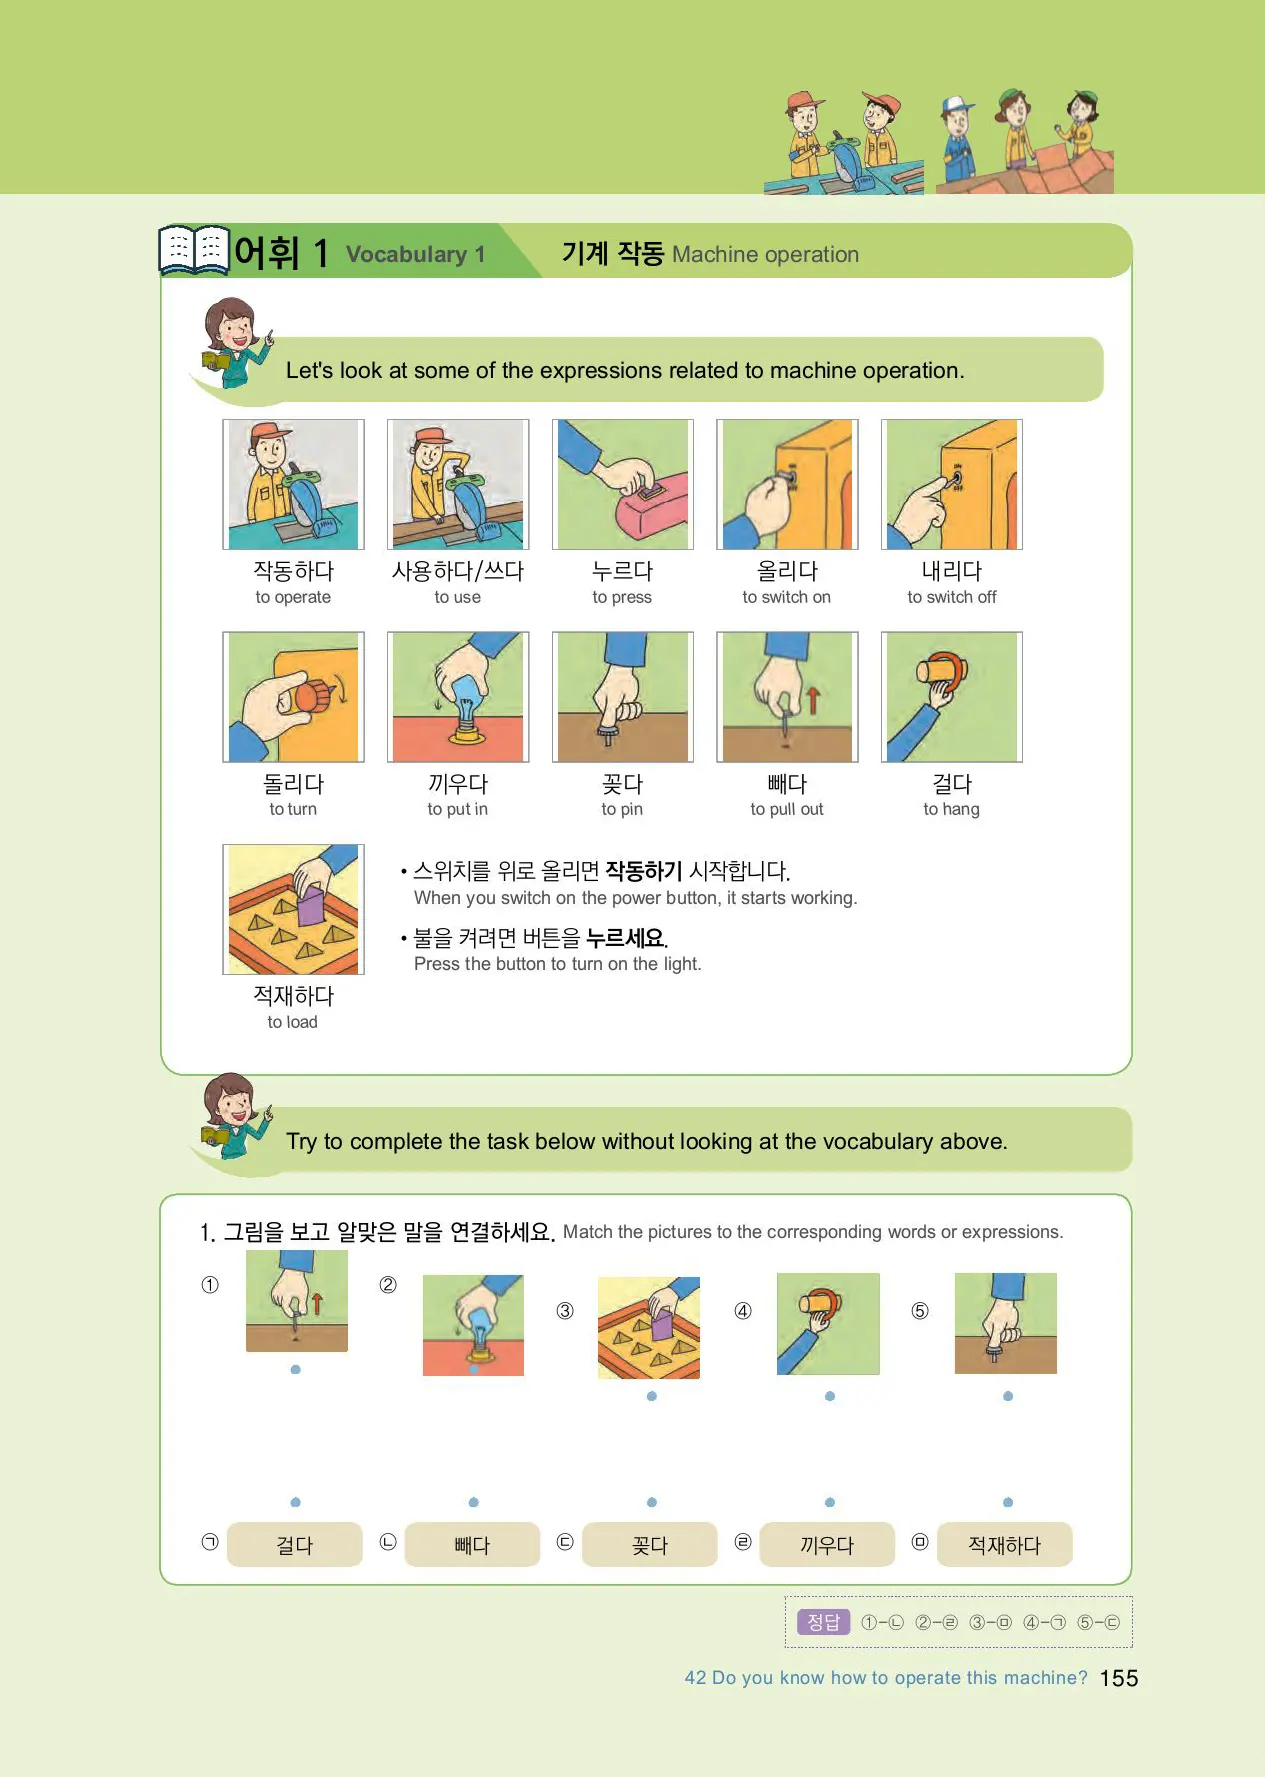 어휘 1 Vocabulary 1 기계 작동 Machine operation
Let's look at some of the expressions related to machine operation.
작동하다 사용하다/쓰다 누르다 올리다 내리다
to operate to use to press to switch on to switch off
돌리다 끼우다 꽂다 빼다 걸다
to turn to put in to pin to pull out to hang
• 스위치를 위로 올리면 작동하기 시작합니다.
When you switch on the power button, it starts working.
• 불을 켜려면 버튼을 누르세요.
Press the button to turn on the light.
적재하다
to load
Try to complete the task below without looking at the vocabulary above.
1. 그림을 보고 알맞은 말을 연결하세요. Match the pictures to the corresponding words or expressions.
① ② ③ ④ ⑤
㉠ 걸다 ㉡ 빼다 ㉢ 꽂다 ㉣ 끼우다 ㉤ 적재하다
정답 ①-㉡ ②-㉣ ③-㉤ ④-㉠ ⑤-㉢
42 Do you know how to operate this machine? 155